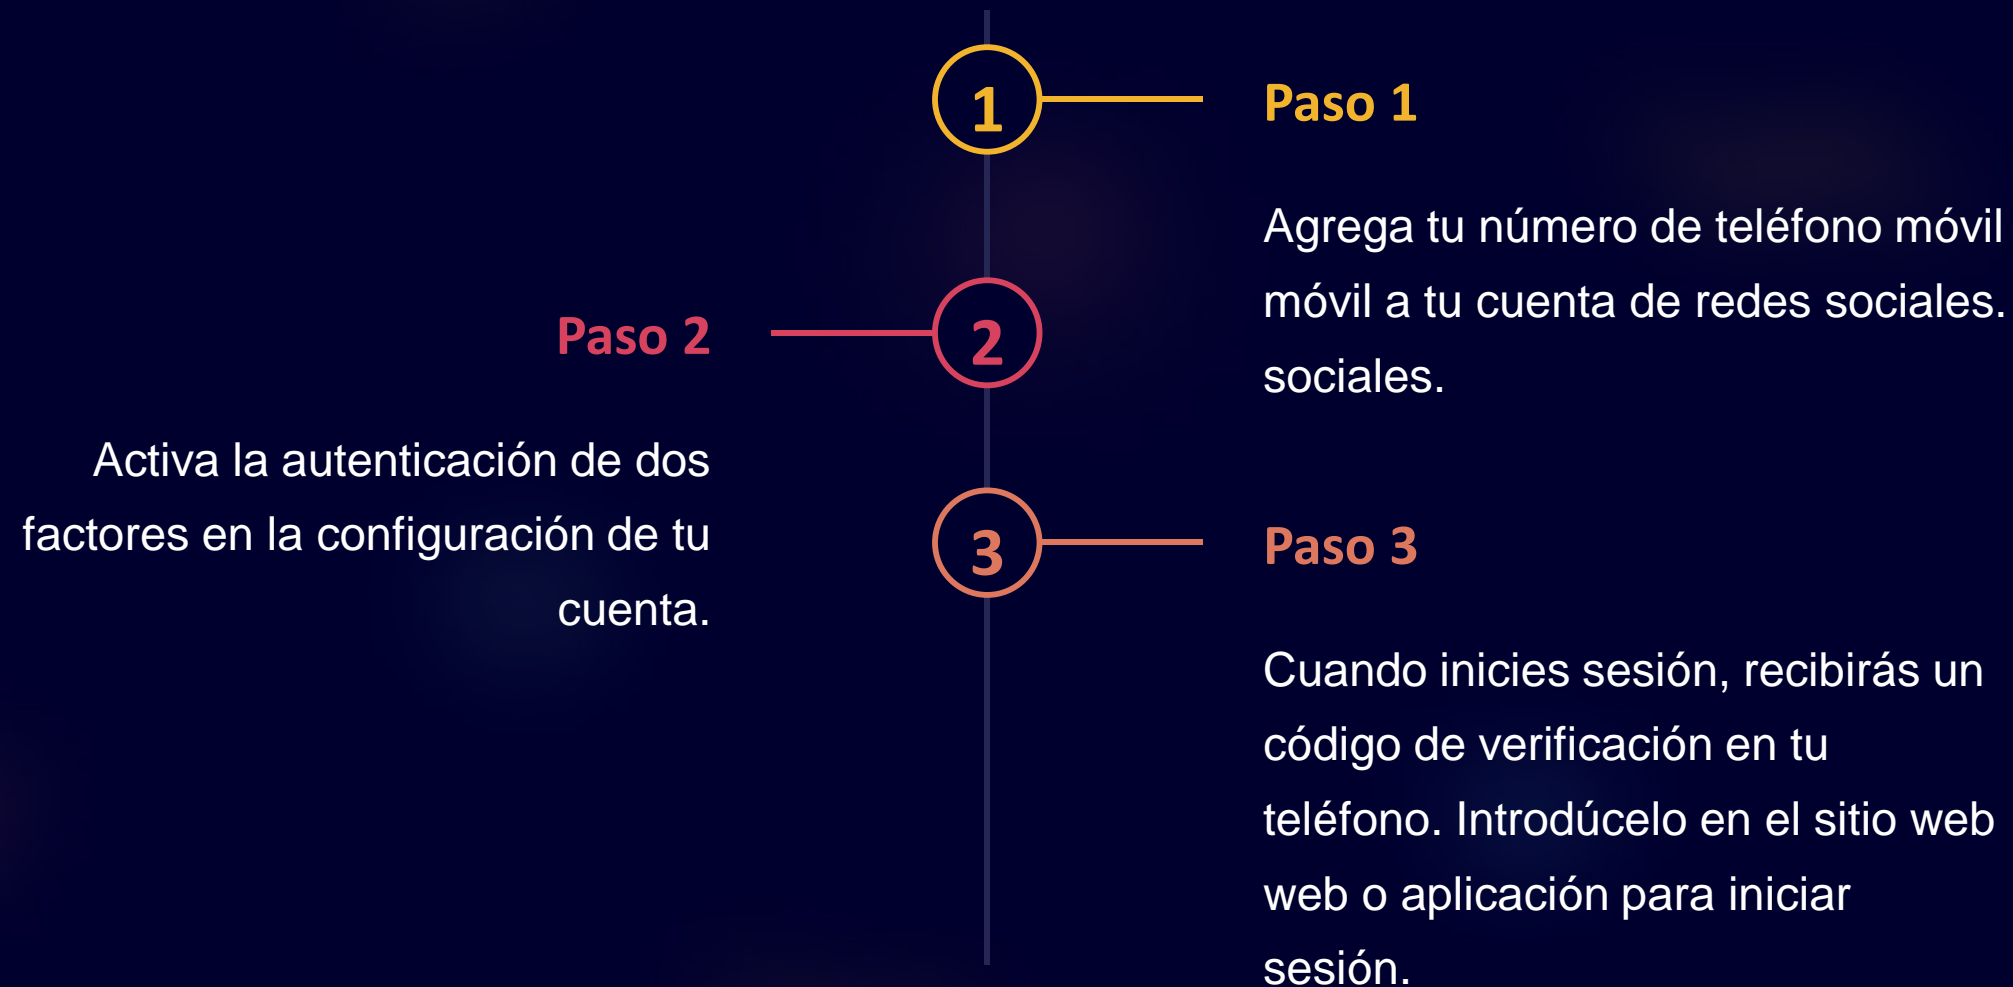 1
Paso 1
Agrega tu número de teléfono móvil
móvil a tu cuenta de redes sociales.
sociales.
2
Paso 2
Activa la autenticación de dos
factores en la configuración de tu
cuenta.
3
Paso 3
Cuando inicies sesión, recibirás un
código de verificación en tu
teléfono. Introdúcelo en el sitio web
web o aplicación para iniciar
sesión.